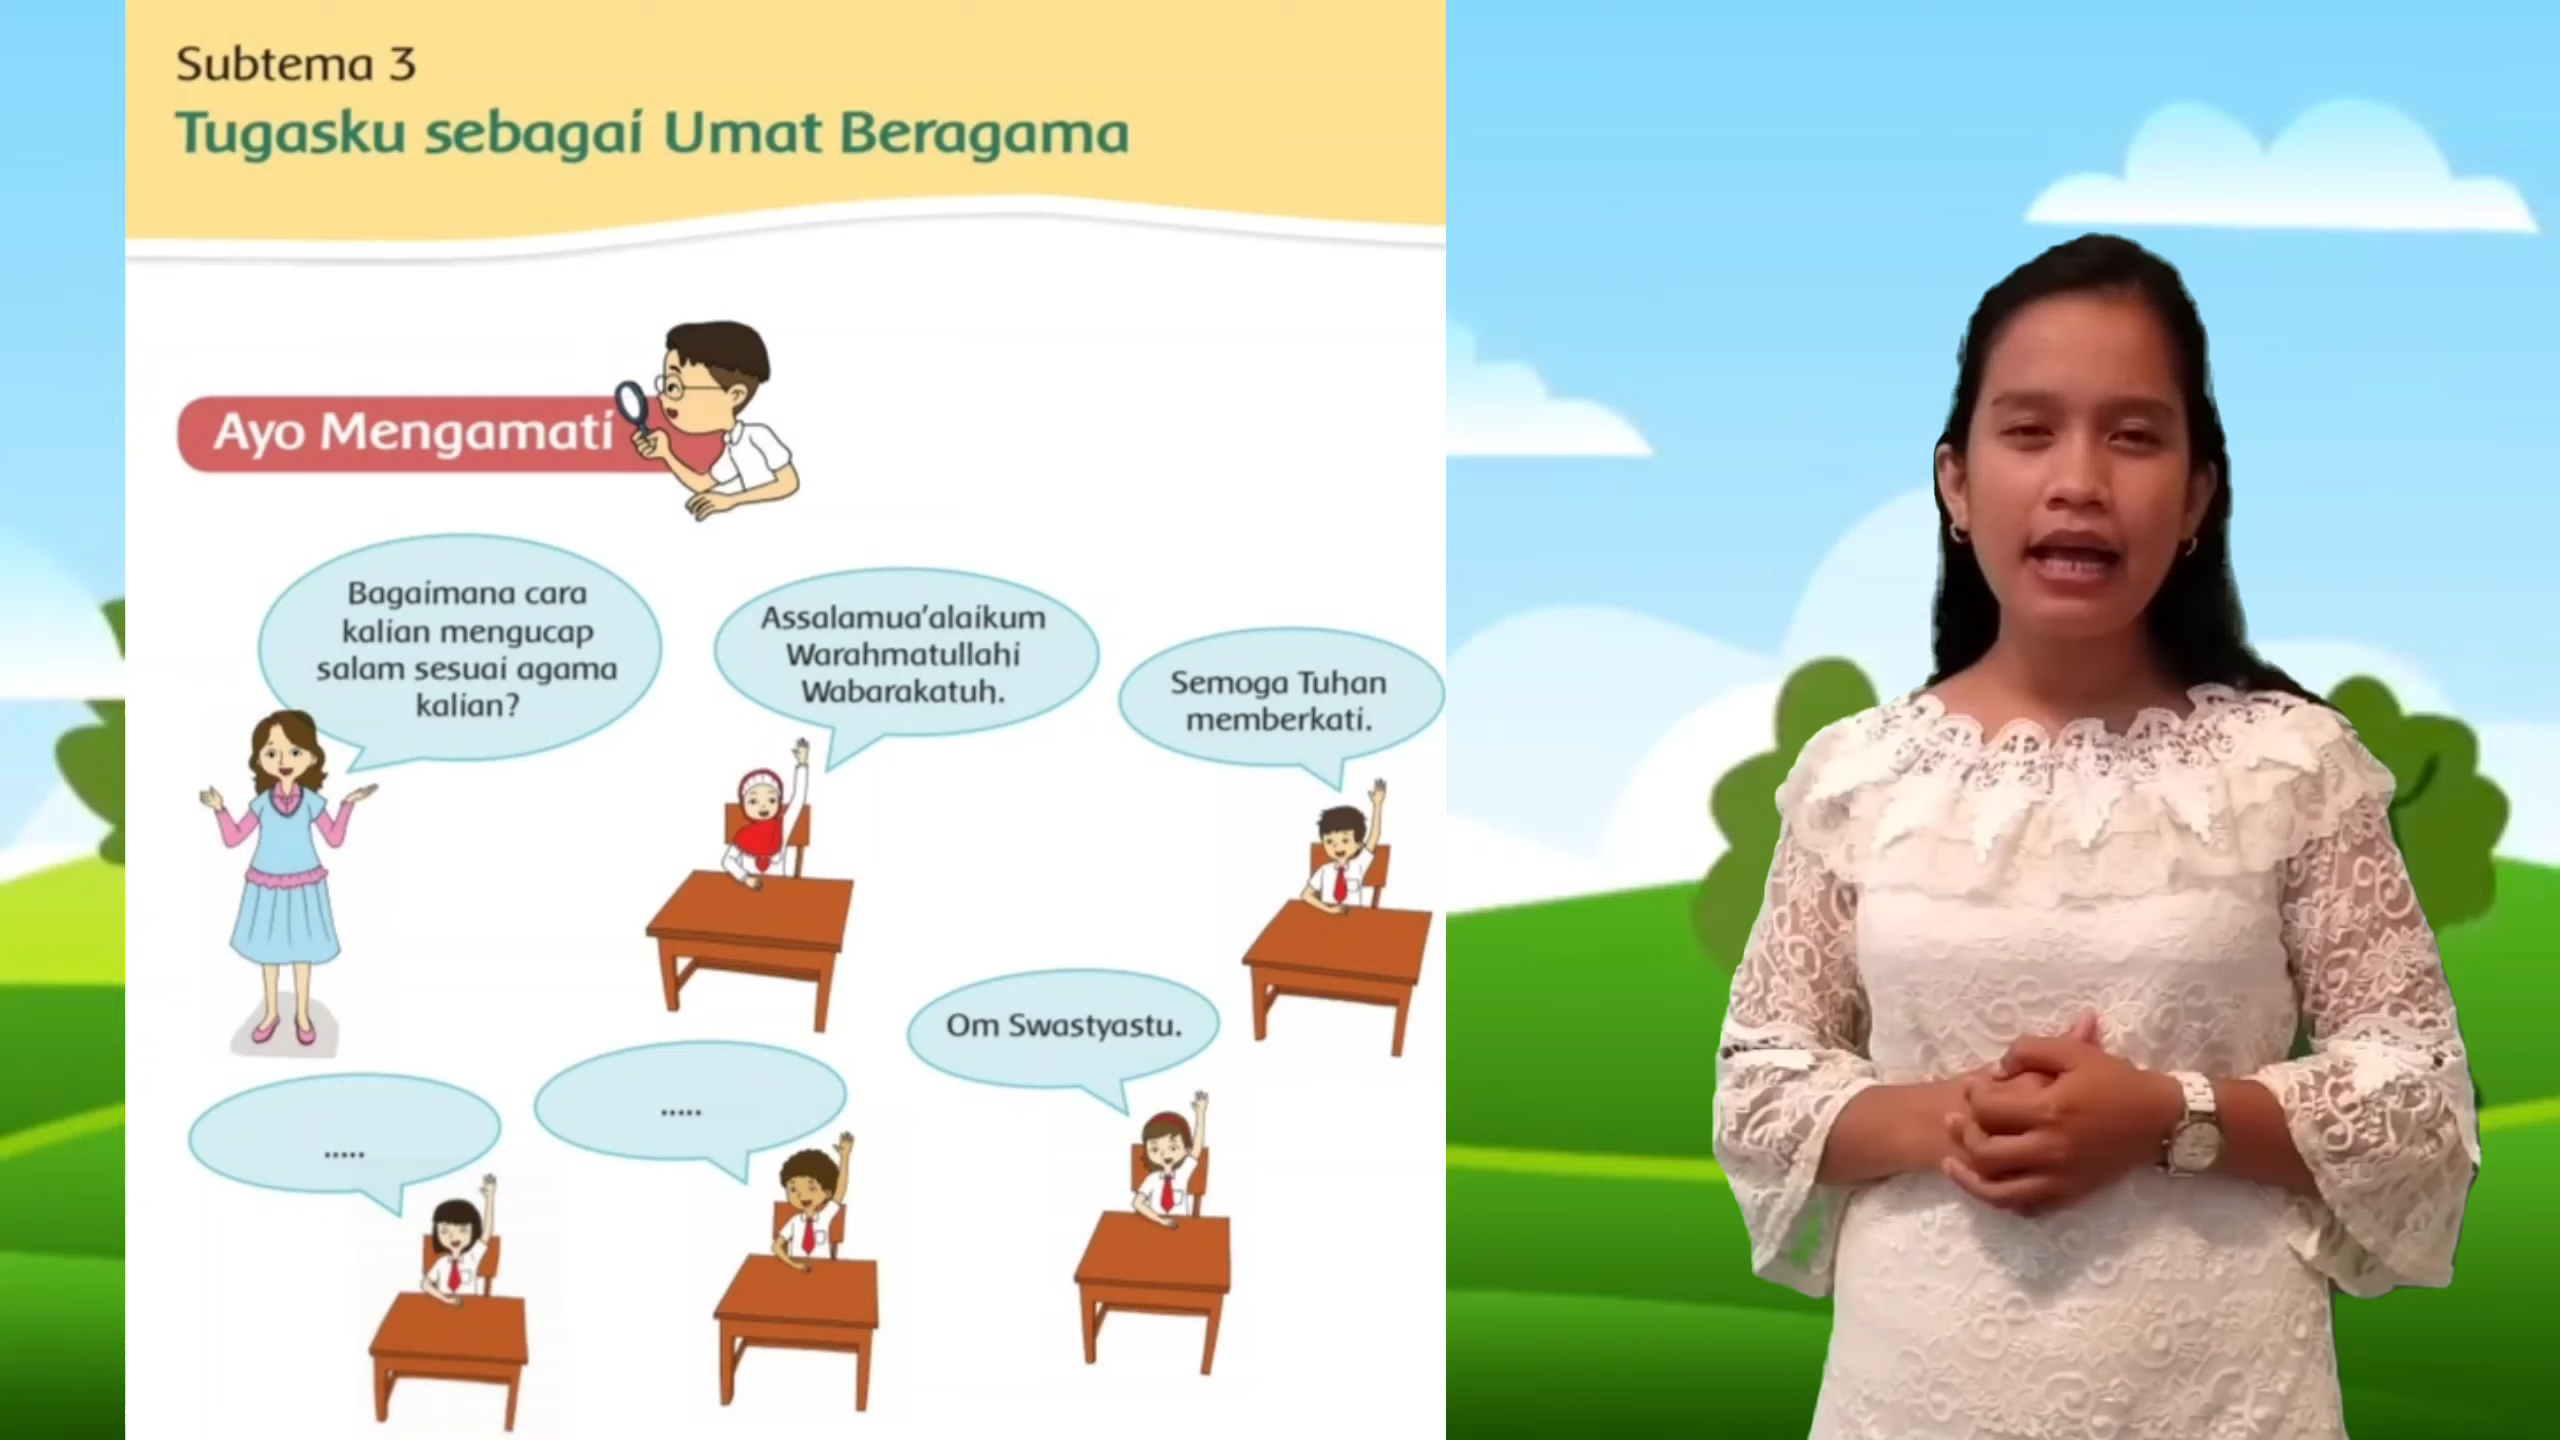 Subtema 3
Tugasku sebagai Umat Beragama
Ayo Mengamati
Bagaimana cara
kalian mengucap
salam sesuai agama
kalian?
Assalamua’alaikum
Warahmatullahi
Wabarakatuh.
Semoga Tuhan
memberkati.
.....
.....
Om Swastyastu.